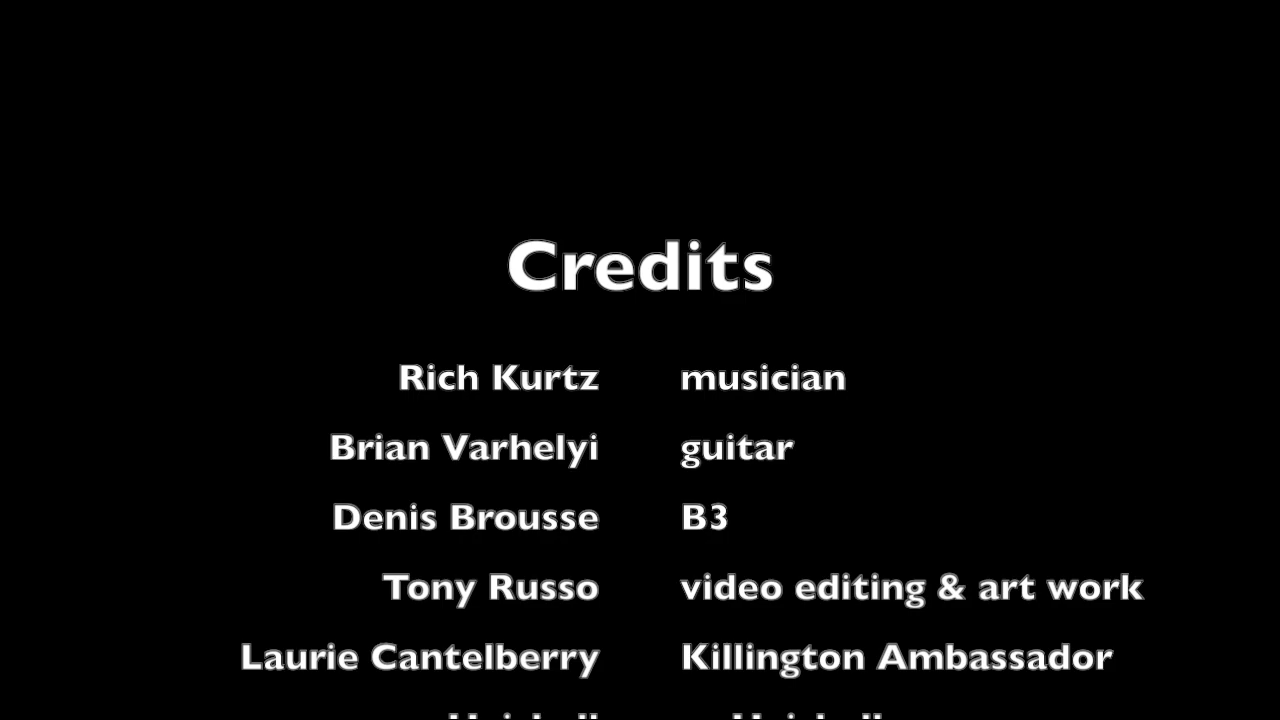 Credits
Rich Kurtz musician
Brian Varhelyi guitar
Denis Brousse B3
Tony Russo video editing & art work
Laurie Cantelberry Killington Ambassador